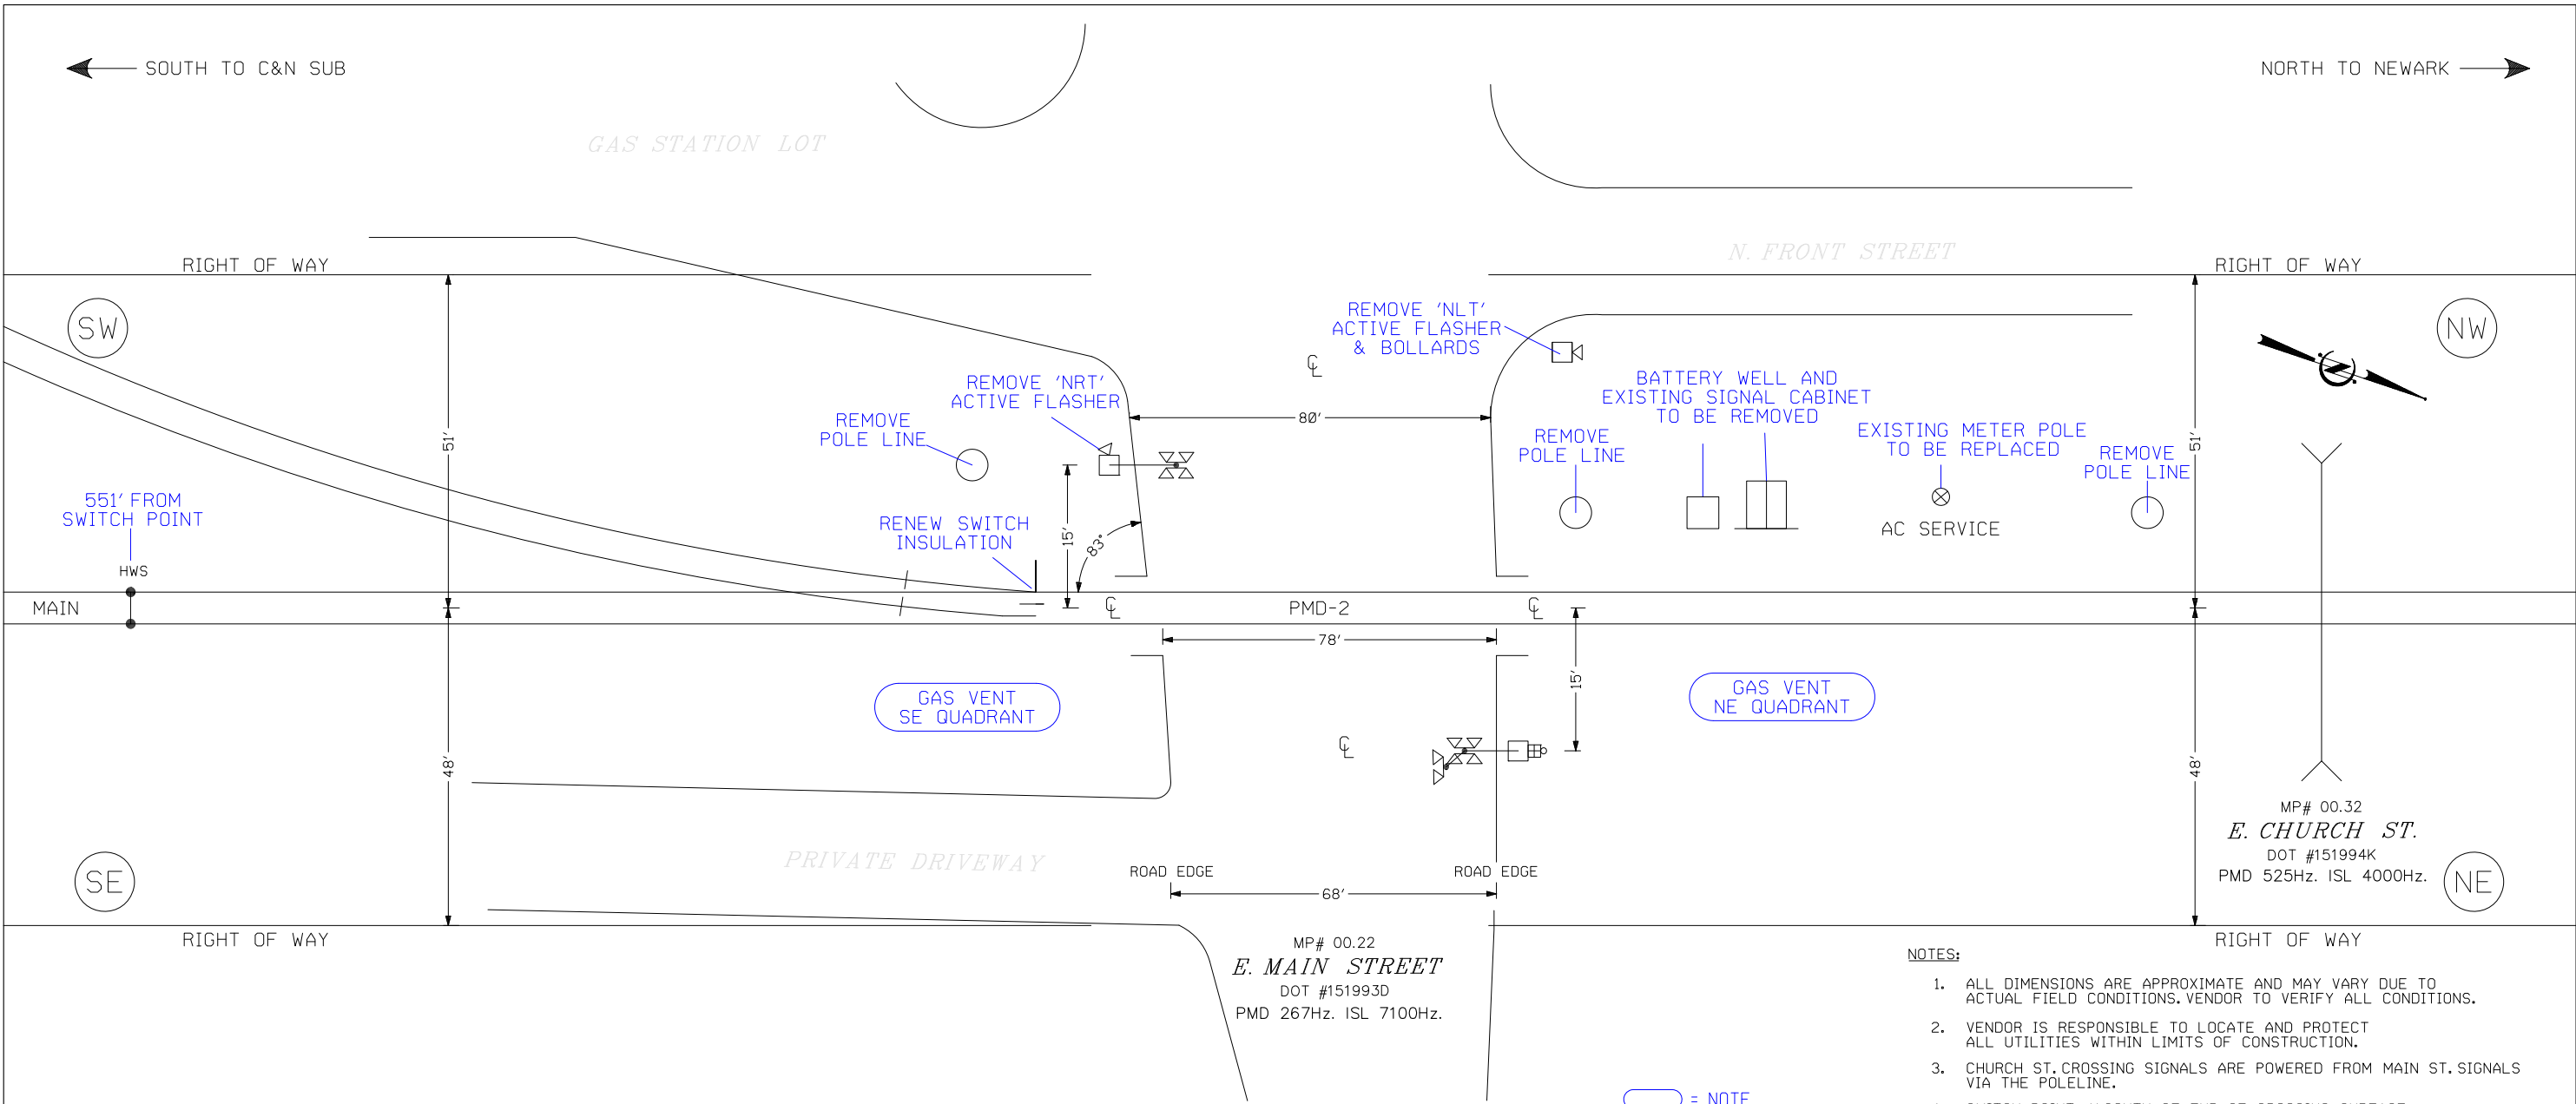 SOUTH TO C&N SUB
NORTH TO NEWARK
GAS STATION LOT
N. FRONT STREET
RIGHT OF WAY
RIGHT OF WAY
SW
NW
REMOVE 'NLT'
ACTIVE FLASHER
& BOLLARDS
REMOVE 'NRT'
ACTIVE FLASHER
BATTERY WELL AND
EXISTING SIGNAL CABINET
TO BE REMOVED
REMOVE
POLE LINE
80'
REMOVE
POLE LINE
EXISTING METER POLE
TO BE REPLACED
REMOVE
POLE LINE
51'
51'
551' FROM
SWITCH POINT
RENEW SWITCH
INSULATION
15'
83°
AC SERVICE
HWS
MAIN
PMD-2
78'
15'
GAS VENT
SE QUADRANT
GAS VENT
NE QUADRANT
48'
48'
MP# 00.32
E. CHURCH ST.
DOT #151994K
PMD 525Hz. ISL 4000Hz.
PRIVATE DRIVEWAY
ROAD EDGE
ROAD EDGE
SE
NE
68'
RIGHT OF WAY
RIGHT OF WAY
MP# 00.22
E. MAIN STREET
DOT #151993D
PMD 267Hz. ISL 7100Hz.
NOTES:
1. ALL DIMENSIONS ARE APPROXIMATE AND MAY VARY DUE TO
ACTUAL FIELD CONDITIONS. VENDOR TO VERIFY ALL CONDITIONS.
2. VENDOR IS RESPONSIBLE TO LOCATE AND PROTECT
ALL UTILITIES WITHIN LIMITS OF CONSTRUCTION.
3. CHURCH ST. CROSSING SIGNALS ARE POWERED FROM MAIN ST. SIGNALS
VIA THE POLELINE.
= NOTE